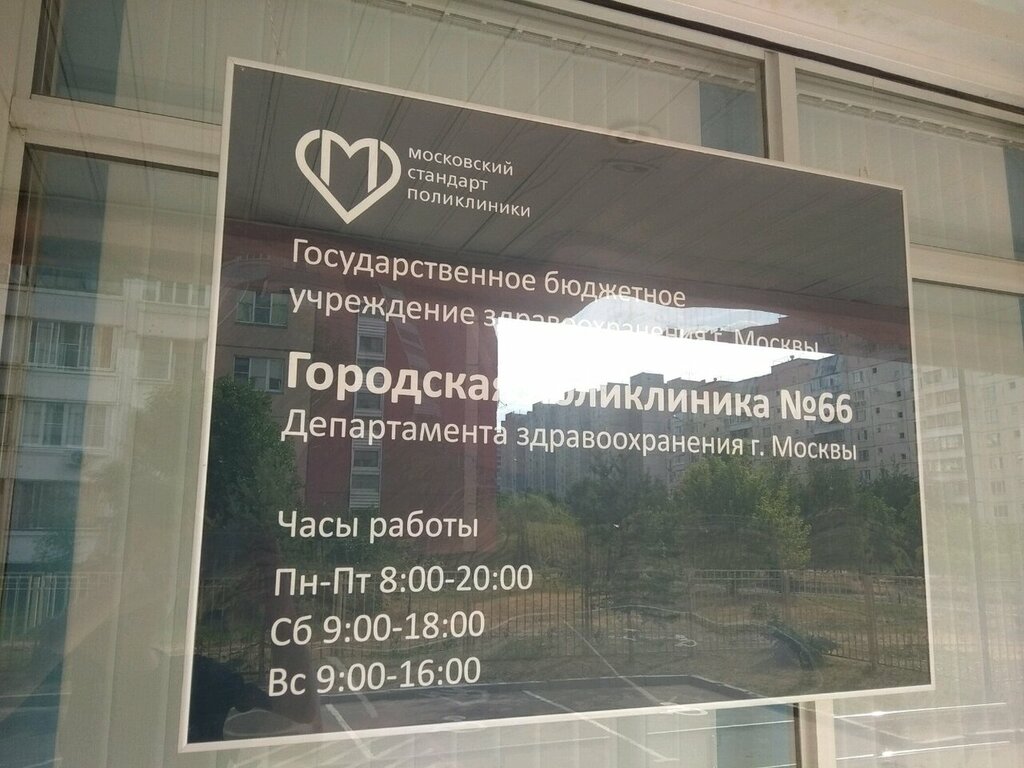 московский
стандарт
поликлиники
Государственное бюджетное
учреждение здравоохранения г. Москвы
Городская поликлиника №66
Департамента здравоохранения г. Москвы
Часы работы
Пн-Пт 8:00-20:00
Сб 9:00-18:00
Вс 9:00-16:00